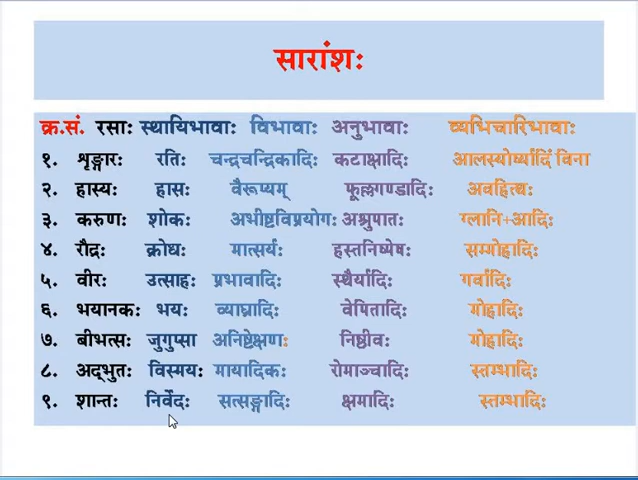 सारांशः
क्र.सं. रसाः स्थायिभावाः विभावाः अनुभावाः व्यभिचारिभावाः
१. शृङ्गारः रतिः चन्द्रचन्द्रिकादिः कटाक्षादिः आलस्योर्ष्यादिं विना
२. हास्यः हासः वैरूप्यम् फूल्लगण्डादिः अवहित्थः
३. करुणः शोकः अभीष्टविप्रयोगः अश्रुपातः ग्लानि+आदिः
४. रौद्रः क्रोधः मात्सर्यः हस्तनिष्पेषः सम्मोहादिः
५. वीरः उत्साहः प्रभावादिः स्थैर्यादिः गर्वादिः
६. भयानकः भयः व्याघ्रादिः वेपितादिः मोहादिः
७. बीभत्सः जुगुप्सा अनिष्टेक्षणः निष्ठीवः मोहादिः
८. अद्भुतः विस्मयः मायादिकः रोमाञ्चादिः स्तम्भादिः
९. शान्तः निर्वेदः सत्सङ्गादिः क्षमादिः स्तम्भादिः